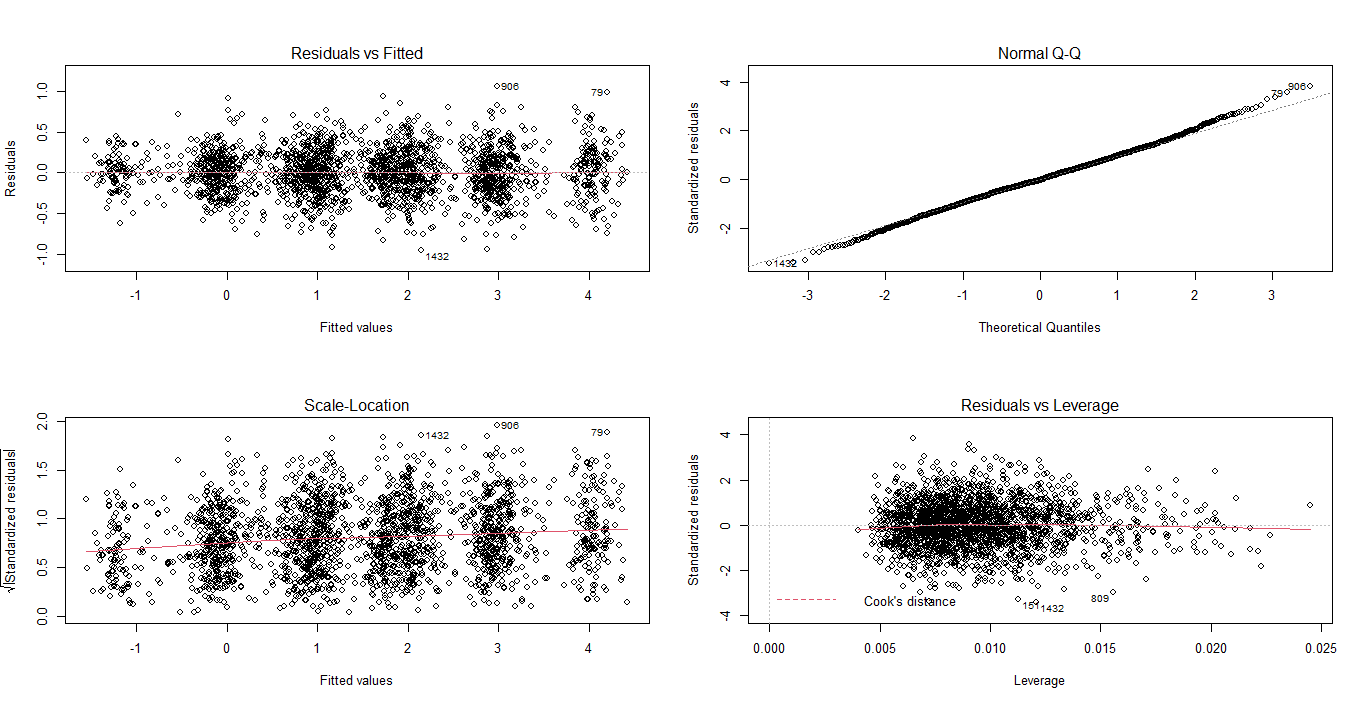 Residuals vs Fitted
Residuals
1.0
0.5
0.0
-0.5
-1.0
906
79
1432
-1 0 1 2 3 4
Fitted values
Normal Q-Q
Standardized residuals
4
2
0
-2
79
906
1432
-3 -2 -1 0 1 2 3
Theoretical Quantiles
Scale-Location
√|Standardized residuals|
2.0
1.5
1.0
0.5
0.0
1432
906
79
-1 0 1 2 3 4
Fitted values
Residuals vs Leverage
Standardized residuals
4
2
0
-2
-4
Cook's distance
151
1432
809
0.000 0.005 0.010 0.015 0.020 0.025
Leverage